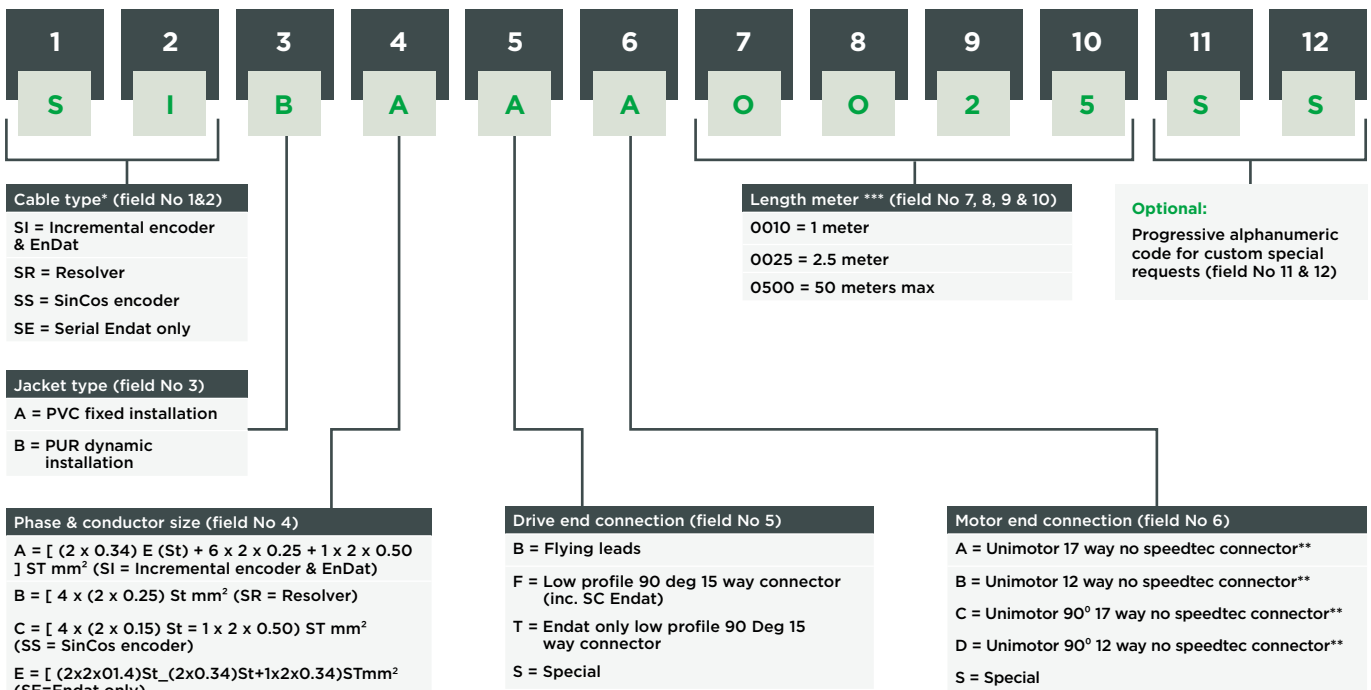 1 2 3 4 5 6 7 8 9 10 11 12
S I B A A A O O 2 5 S S
Cable type* (field No 1&2)
SI = Incremental encoder
& EnDat
SR = Resolver
SS = SinCos encoder
SE = Serial Endat only
Length meter *** (field No 7, 8, 9 & 10)
0010 = 1 meter
0025 = 2.5 meter
0500 = 50 meters max
Optional:
Progressive alphanumeric
code for custom special
requests (field No 11 & 12)
Jacket type (field No 3)
A = PVC fixed installation
B = PUR dynamic
installation
Phase & conductor size (field No 4)
A = [ (2 x 0.34) E (St) + 6 x 2 x 0.25 + 1 x 2 x 0.50
] ST mm² (SI = Incremental encoder & EnDat)
B = [ 4 x (2 x 0.25) St mm² (SR = Resolver)
C = [ 4 x (2 x 0.15) St = 1 x 2 x 0.50) ST mm²
(SS = SinCos encoder)
E = [ (2x2x01.4)St_(2x0.34)St+1x2x0.34)STmm²
(SE=Endat only)
Drive end connection (field No 5)
B = Flying leads
F = Low profile 90 deg 15 way connector
(inc. SC Endat)
T = Endat only low profile 90 Deg 15
way connector
S = Special
Motor end connection (field No 6)
A = Unimotor 17 way no speedtec connector**
B = Unimotor 12 way no speedtec connector**
C = Unimotor 90⁰ 17 way no speedtec connector**
D = Unimotor 90⁰ 12 way no speedtec connector**
S = Special